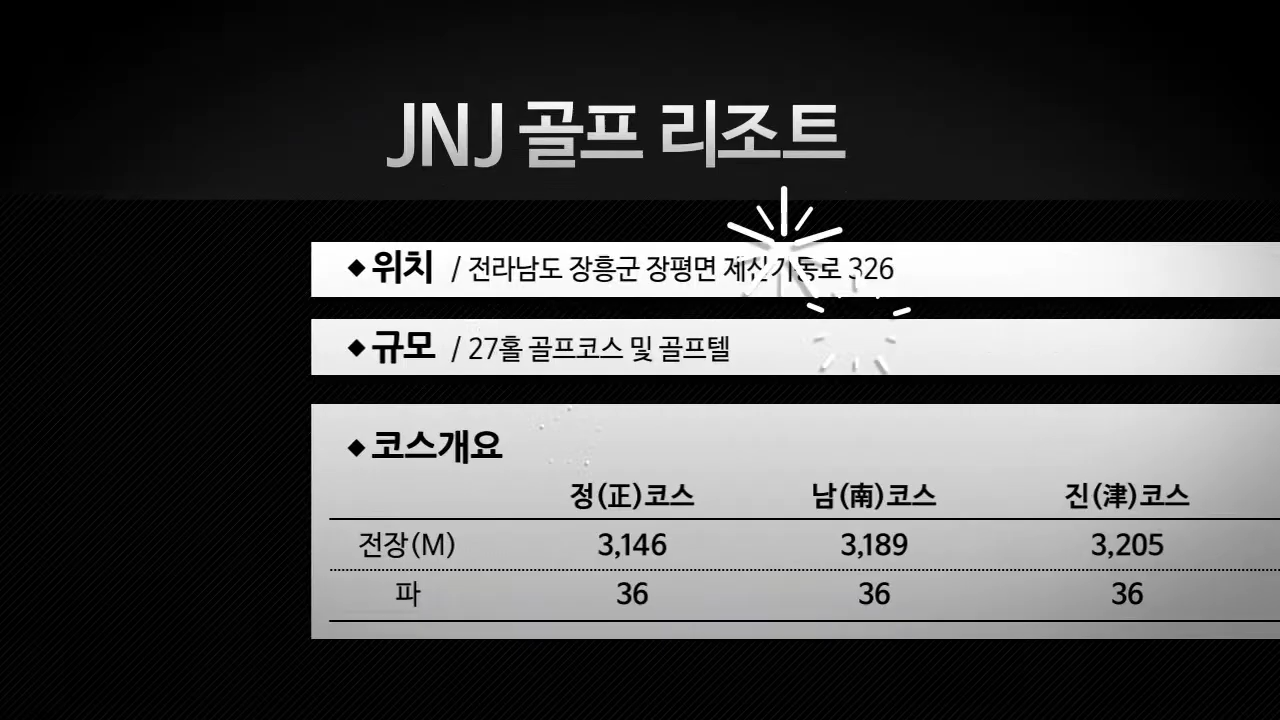 JNJ 골프 리조트
◆ 위치 / 전라남도 장흥군 장평면 326
◆ 규모 / 27홀 골프코스 및 골프텔
◆ 코스개요
정(正)코스 남(南)코스 진(津)코스
전장(M) 3,146 3,189 3,205
파 36 36 36